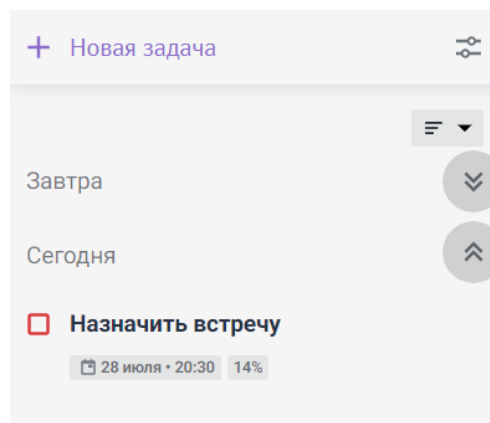 Новая задача
Завтра
Сегодня
Назначить встречу
28 июля • 20:30 14%